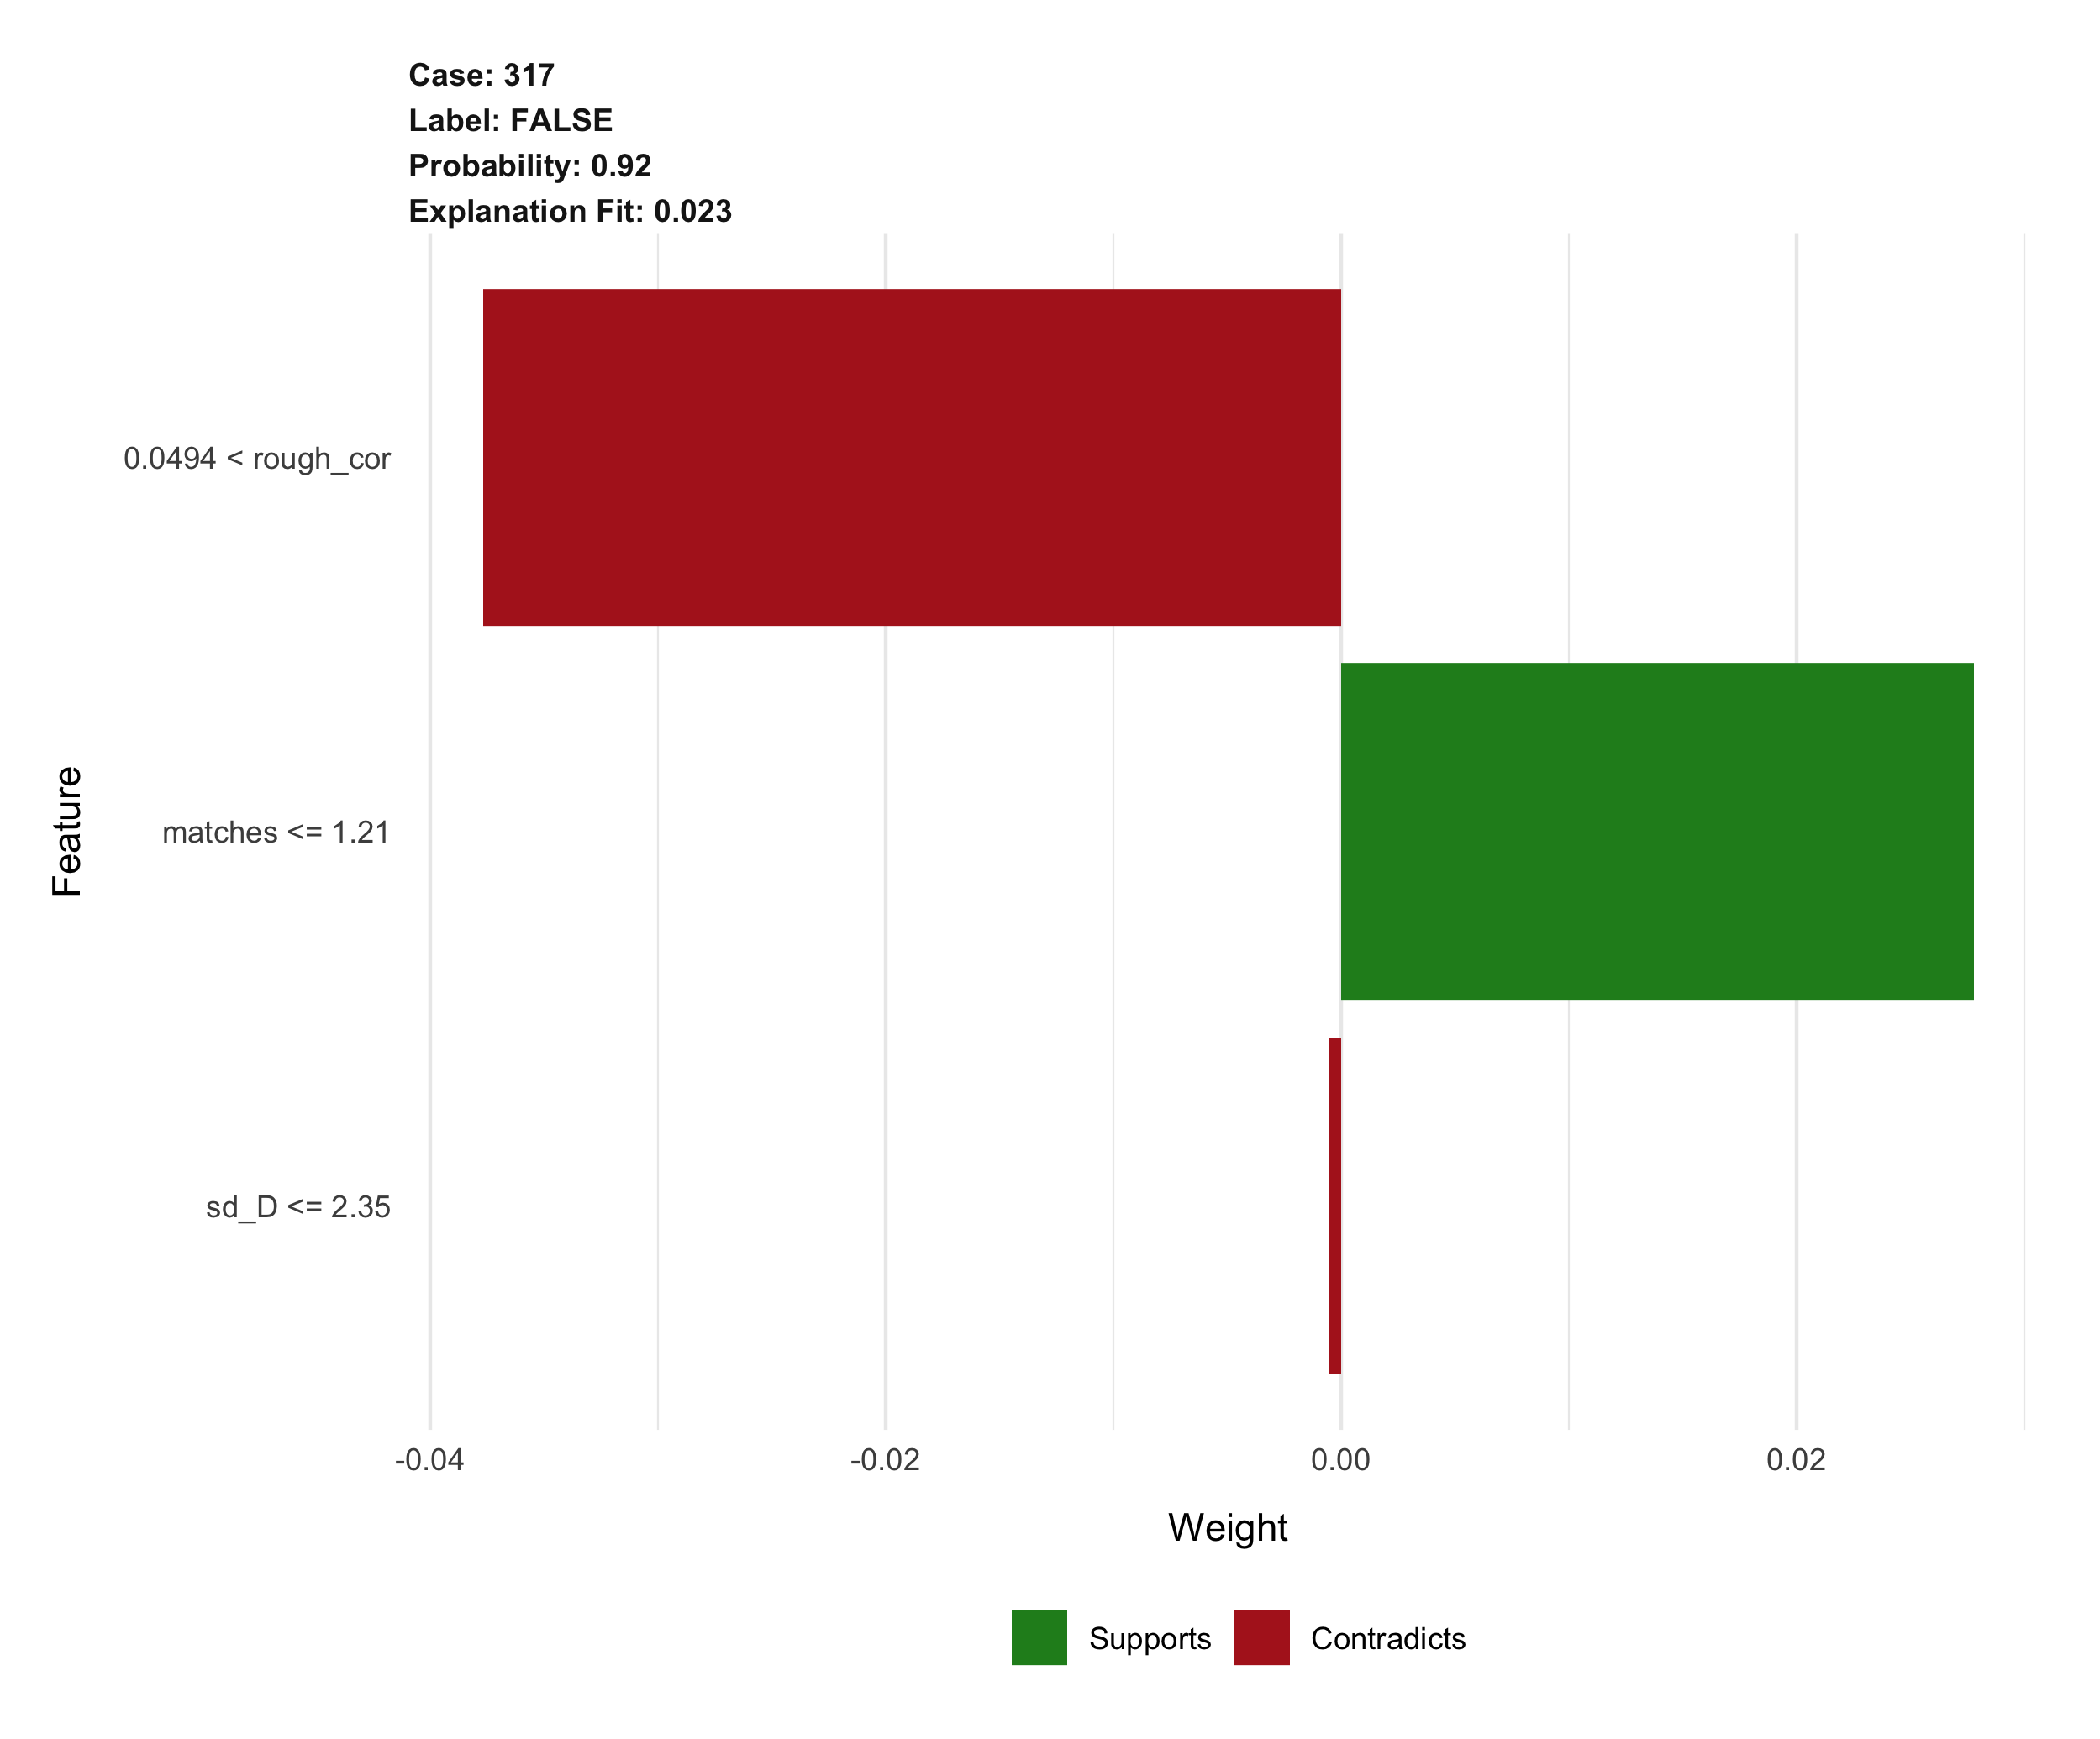 Case: 317
Label: FALSE
Probability: 0.92
Explanation Fit: 0.023
Feature
0.0494 < rough_cor
matches <= 1.21
sd_D <= 2.35
-0.04 -0.02 0.00 0.02
Weight
Supports Contradicts